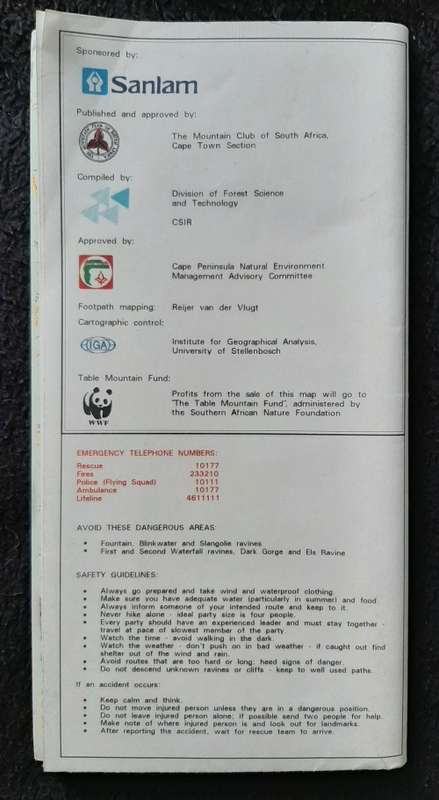 Sponsored by:
Sanlam
Published and approved by:
The Mountain Club of South Africa,
Cape Town Section
Compiled by:
Division of Forest Science
and Technology
CSIR
Approved by:
Cape Peninsula Natural Environment
Management Advisory Committee
Footpath mapping: Reijer van der Vlugt
Cartographic control:
IGA
Institute for Geographical Analysis,
University of Stellenbosch
Table Mountain Fund:
WWF
Profits from the sale of this map will go to
"The Table Mountain Fund", administered by
the Southern African Nature Foundation
EMERGENCY TELEPHONE NUMBERS:
Rescue 10177
Fires 233210
Police (Flying Squad) 10111
Ambulance 10177
Lifeline 4611111
AVOID THESE DANGEROUS AREAS:
• Fountain, Blinkwater and Slangolie ravines
• First and Second Waterfall ravines, Dark Gorge and Els Ravine
SAFETY GUIDELINES:
• Always go prepared and take wind and waterproof clothing.
• Make sure you have adequate water (particularly in summer) and food.
• Always inform someone of your intended route and keep to it.
• Never hike alone - ideal party size is four people.
• Every party should have an experienced leader and must stay together -
travel at pace of slowest member of the party
• Watch the time - avoid walking in the dark.
• Watch the weather - don't push on in bad weather - if caught out find
shelter out of the wind and rain.
• Avoid routes that are too hard or long; heed signs of danger.
• Do not descend unknown ravines or cliffs - keep to well used paths.
If an accident occurs:
• Keep calm and think.
• Do not move injured person unless they are in a dangerous position.
• Do not leave injured person alone; if possible send two people for help.
• Make note of where injured person is and look out for landmarks.
• After reporting the accident, wait for rescue team to arrive.